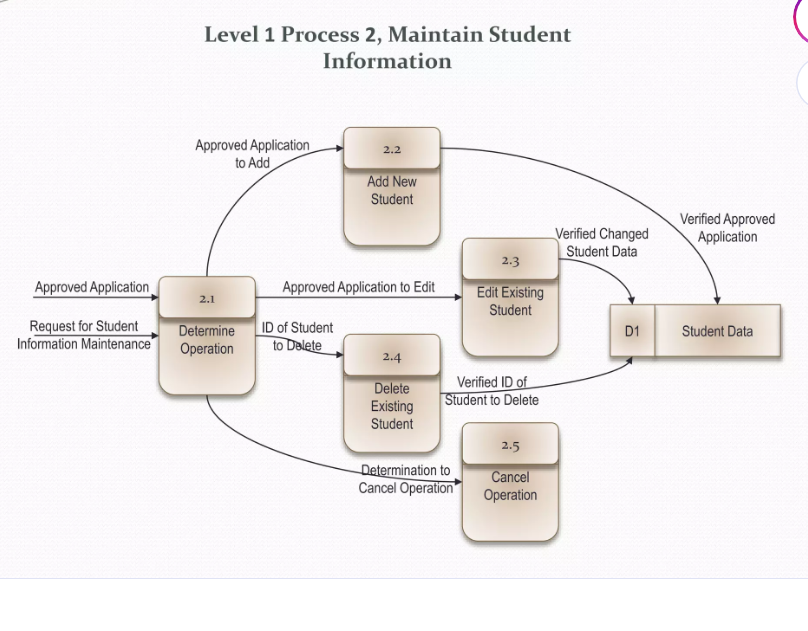 Level 1 Process 2, Maintain Student
Information
Approved Application
to Add
2.2
Add New
Student
Verified Approved
Application
Verified Changed
Student Data
2.3
Edit Existing
Student
Approved Application
2.1
Determine
Operation
Approved Application to Edit
Request for Student
Information Maintenance
ID of Student
to Delete
D1
Student Data
2.4
Delete
Existing
Student
Verified ID of
Student to Delete
2.5
Cancel
Operation
Determination to
Cancel Operation